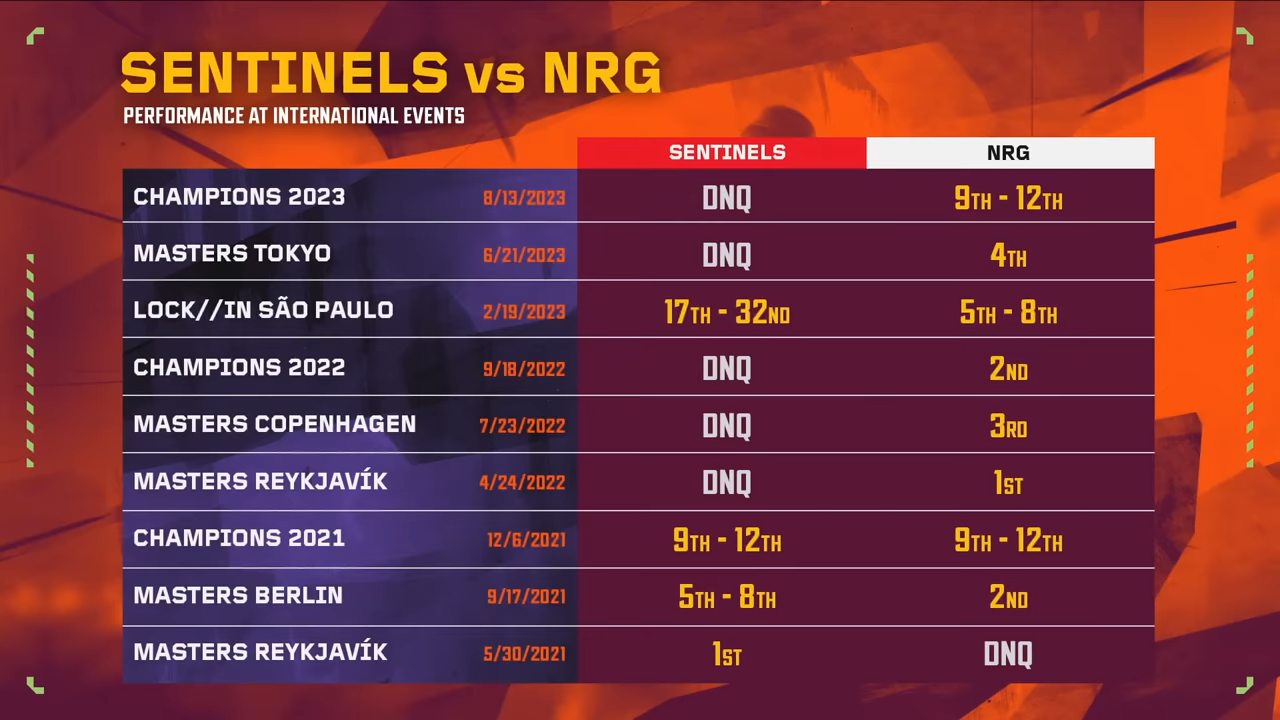 SENTINELS vs NRG
PERFORMANCE AT INTERNATIONAL EVENTS
SENTINELS NRG
CHAMPIONS 2023 8/13/2023 DNQ 9TH - 12TH
MASTERS TOKYO 6/21/2023 DNQ 4TH
LOCK//IN SÃO PAULO 2/19/2023 17TH - 32ND 5TH - 8TH
CHAMPIONS 2022 9/18/2022 DNQ 2ND
MASTERS COPENHAGEN 7/23/2022 DNQ 3RD
MASTERS REYKJAVÍK 4/24/2022 DNQ 1ST
CHAMPIONS 2021 12/6/2021 9TH - 12TH 9TH - 12TH
MASTERS BERLIN 9/17/2021 5TH - 8TH 2ND
MASTERS REYKJAVÍK 5/30/2021 1ST DNQ